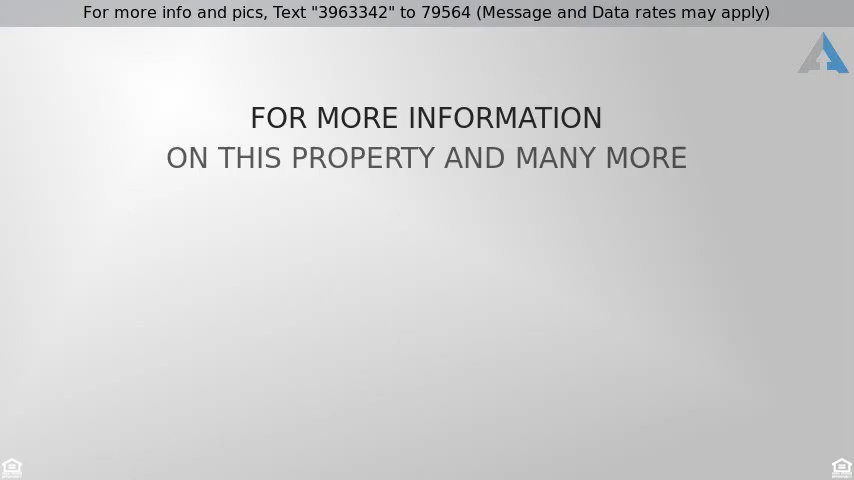 For more info and pics, Text "3963342" to 79564 (Message and Data rates may apply)
FOR MORE INFORMATION
ON THIS PROPERTY AND MANY MORE